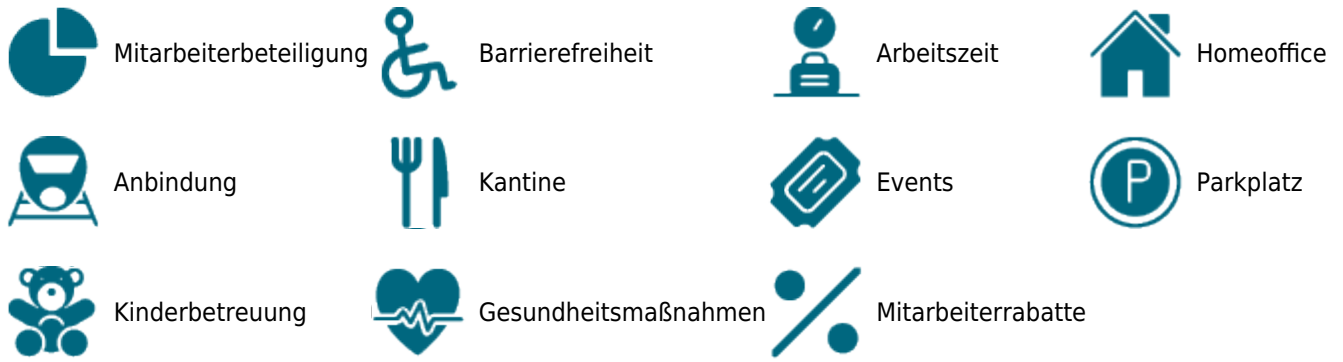 Mitarbeiterbeteiligung Barrierefreiheit Arbeitszeit Homeoffice
Anbindung Kantine Events P Parkplatz
Kinderbetreuung Gesundheitsmaßnahmen Mitarbeiterrabatte